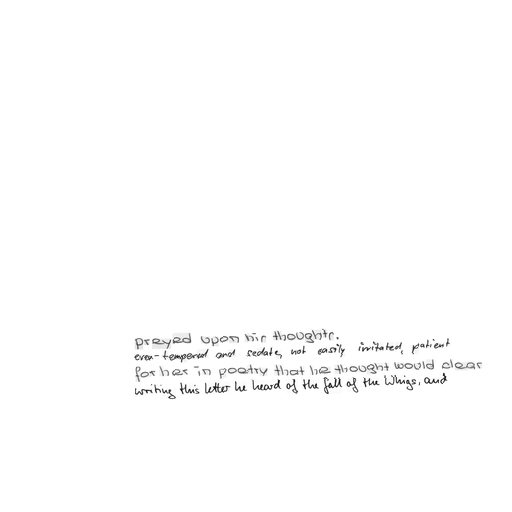 preyed upon his thoughts.
even-tempered and sedate, not easily irritated, patient
for her in poetry that he thought would clear
writing this letter he heard of the fall of the Whigs, and